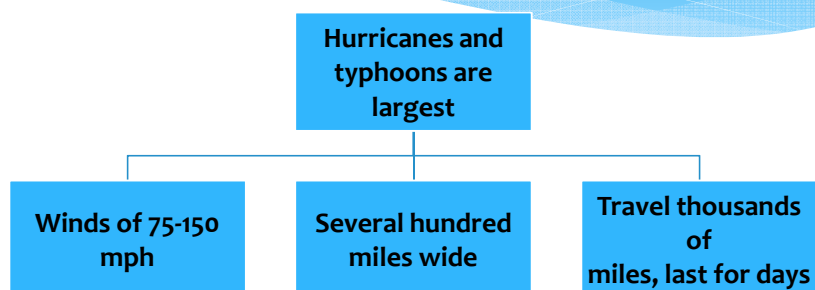 Hurricanes and
typhoons are
largest
Winds of 75-150
mph
Several hundred
miles wide
Travel thousands
of
miles, last for days